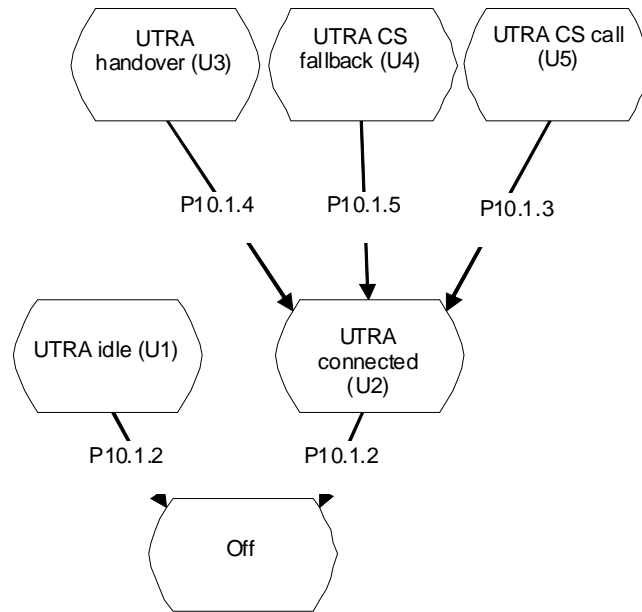 UTRA
handover (U3)
UTRA CS
fallback (U4)
UTRA CS call
(U5)
P10.1.4
P10.1.5
P10.1.3
UTRA idle (U1)
UTRA
connected
(U2)
P10.1.2
P10.1.2
Off